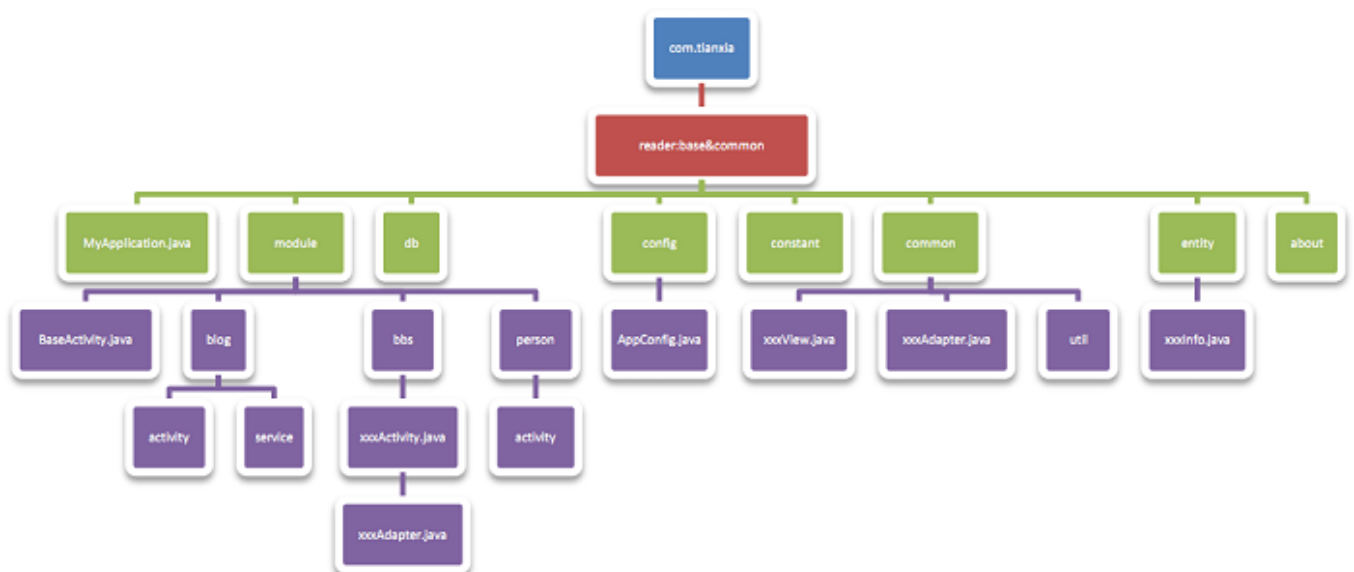 com.tianxia
reader:base&common
MyApplication.java
module
db
config
constant
common
entity
about
BaseActivity.java
blog
bbs
person
AppConfig.java
xxxView.java
xxxAdapter.java
util
xxxInfo.java
activity
service
xxxActivity.java
activity
xxxAdapter.java